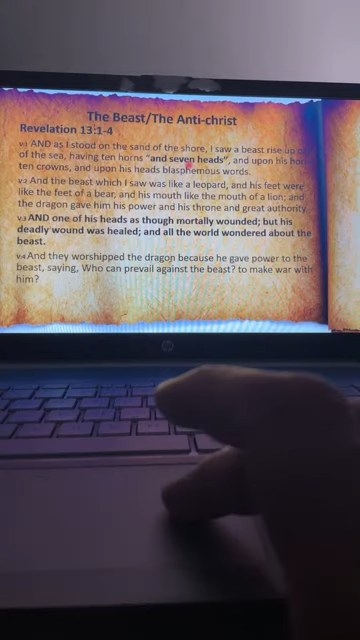 The Beast/The Anti-christ
Revelation 13:1-4
v.1 AND as I stood on the sand of the shore, I saw a beast rise up
of the sea, having ten horns "and seven heads", and upon his horns
ten crowns, and upon his heads blasphemous words.
v.2 And the beast which I saw was like a leopard, and his feet were
like the feet of a bear, and his mouth like the mouth of a lion; and
the dragon gave him his power and his throne and great authority.
v.3 AND one of his heads as though mortally wounded; but his
deadly wound was healed; and all the world wondered about the
beast.
v.4 And they worshipped the dragon because he gave power to the
beast, saying, Who can prevail against the beast? to make war with
him?
hp